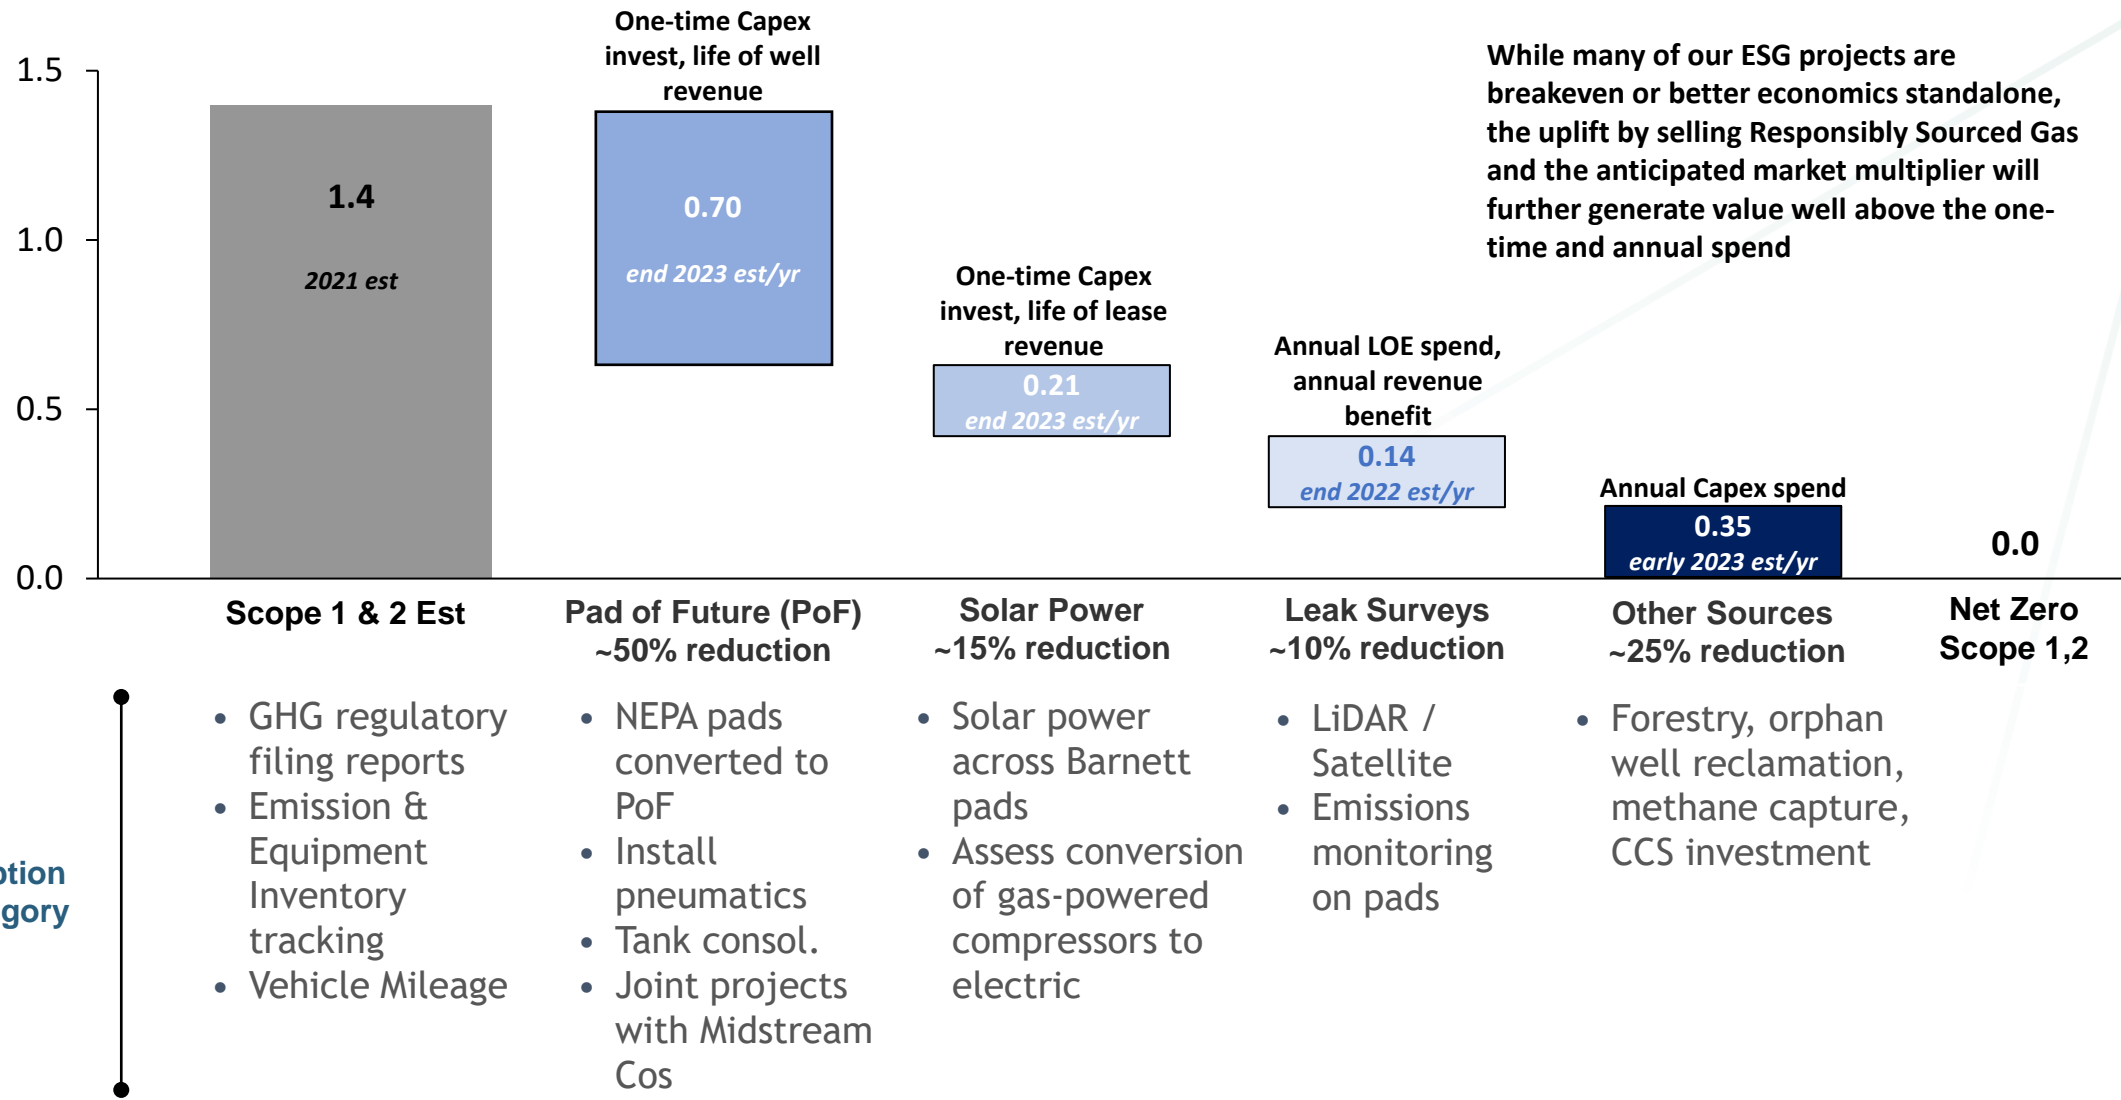 1.5
1.0
0.5
0.0
1.4
2021 est
One-time Capex
invest, life of well
revenue
0.70
end 2023 est/yr
One-time Capex
invest, life of lease
revenue
0.21
end 2023 est/yr
Annual LOE spend,
annual revenue
benefit
0.14
end 2022 est/yr
Annual Capex spend
0.35
early 2023 est/yr
0.0
While many of our ESG projects are
breakeven or better economics standalone,
the uplift by selling Responsibly Sourced Gas
and the anticipated market multiplier will
further generate value well above the one-
time and annual spend
Scope 1 & 2 Est
Pad of Future (PoF)
~50% reduction
Solar Power
~15% reduction
Leak Surveys
~10% reduction
Other Sources
~25% reduction
Net Zero
Scope 1,2
• GHG regulatory
filing reports
• Emission &
Equipment
Inventory
tracking
• Vehicle Mileage
• NEPA pads
converted to
PoF
• Install
pneumatics
• Tank consol.
• Joint projects
with Midstream
Cos
• Solar power
across Barnett
pads
• Assess conversion
of gas-powered
compressors to
electric
• LiDAR /
Satellite
• Emissions
monitoring
on pads
• Forestry, orphan
well reclamation,
methane capture,
CCS investment